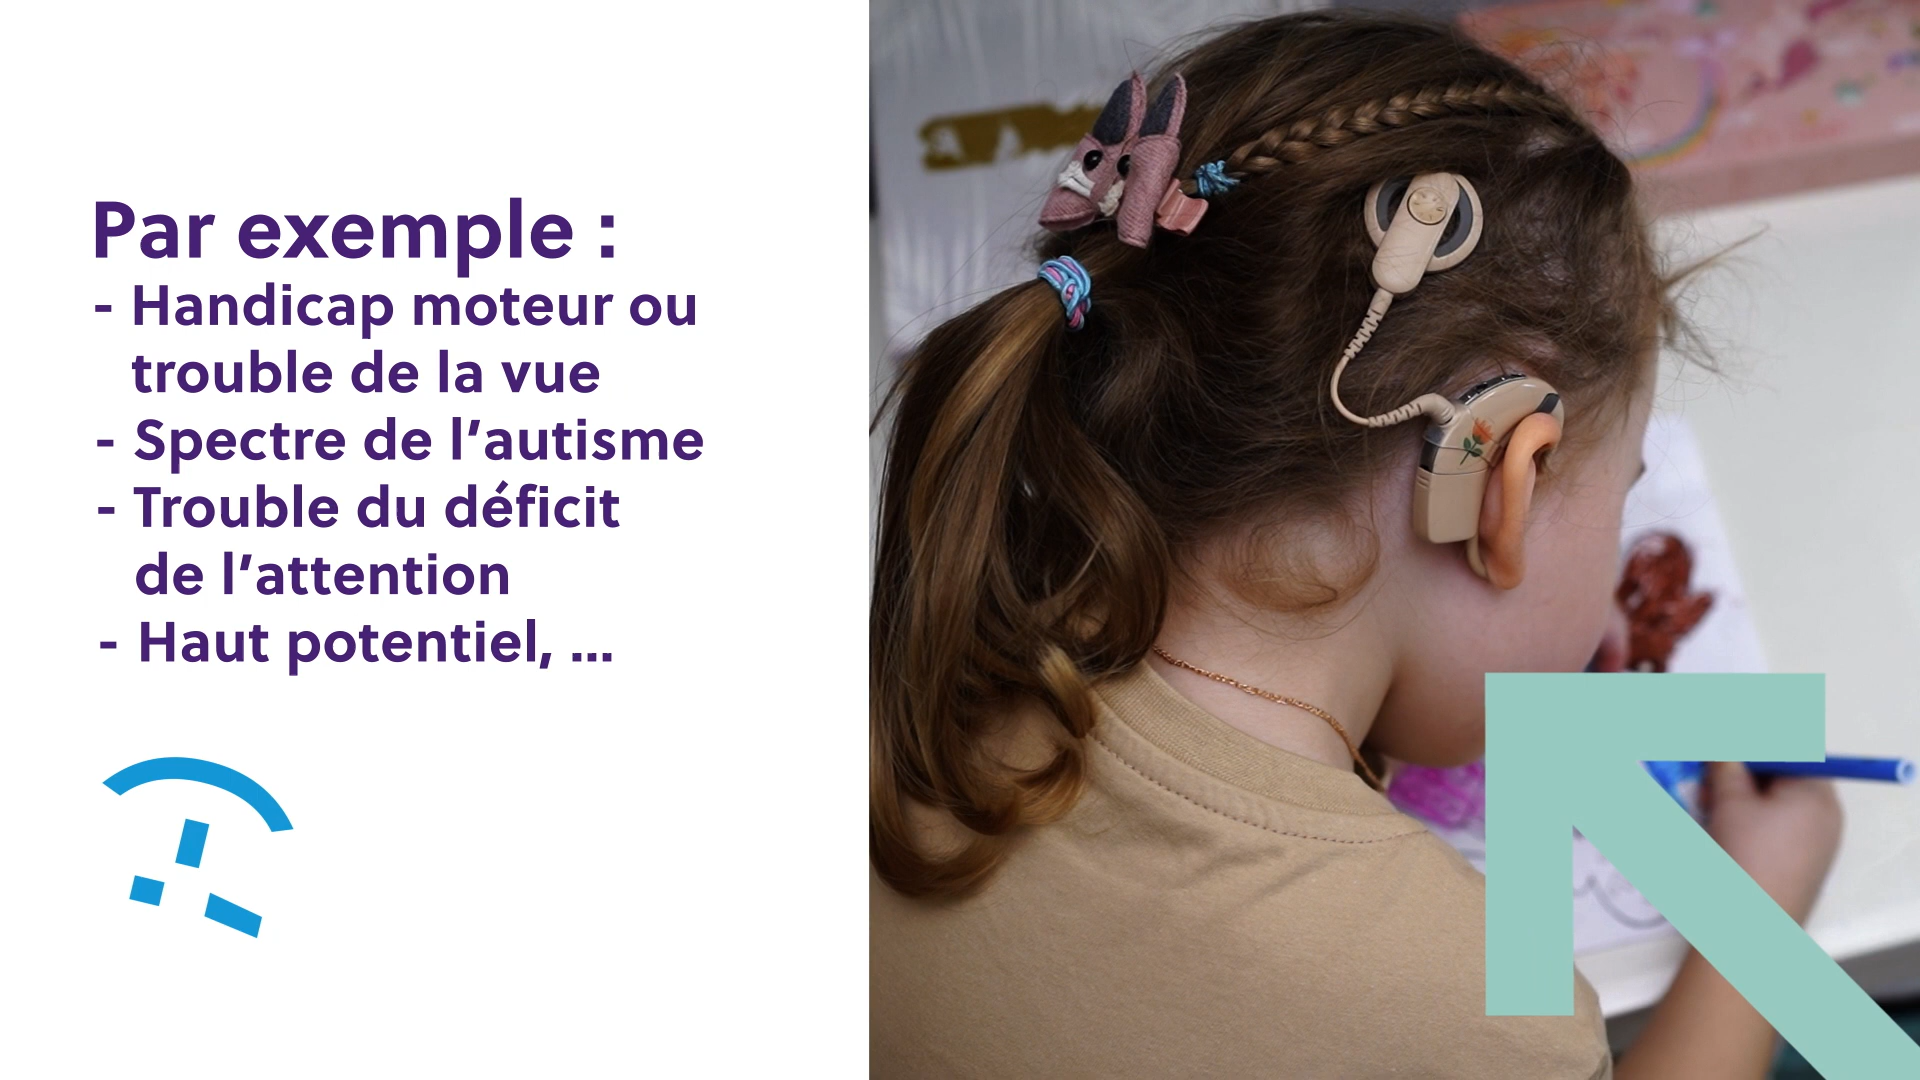 Par exemple :
- Handicap moteur ou
trouble de la vue
- Spectre de l’autisme
- Trouble du déficit
de l’attention
- Haut potentiel, ...